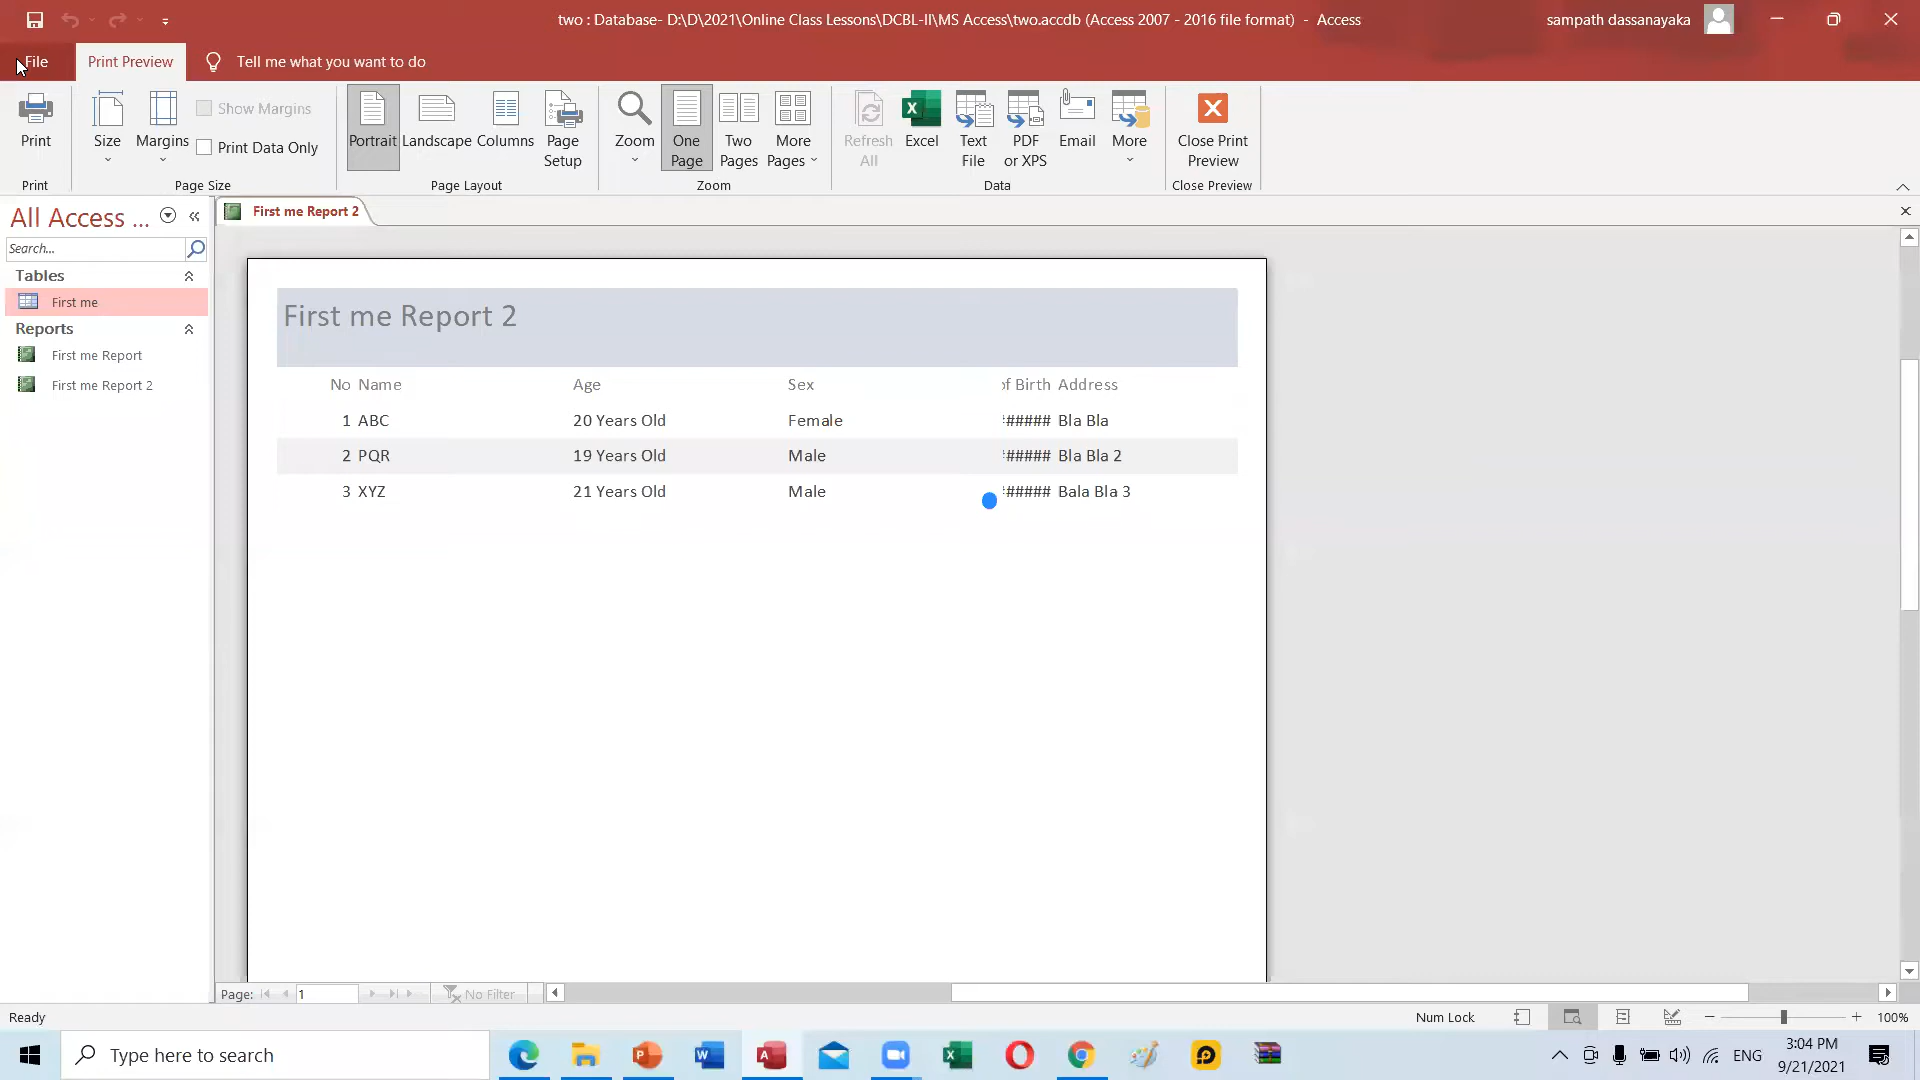 two : Database- D:\D\2021\Online Class Lessons\DCBL-II\MS Access\two.accdb (Access 2007 - 2016 file format) - Access
sampath dassanayaka
File
Print Preview
Tell me what you want to do
Print
Size
Margins
Show Margins
Print Data Only
Portrait
Landscape
Columns
Page Setup
Zoom
One Page
Two Pages
More Pages
Refresh All
Excel
Text File
PDF or XPS
Email
More
Close Print Preview
Print
Page Size
Page Layout
Zoom
Data
Close Preview
All Access ...
Search...
Tables
First me
Reports
First me Report
First me Report 2
First me Report 2
First me Report 2
No Name Age Sex of Birth Address
1 ABC 20 Years Old Female ###### Bla Bla
2 PQR 19 Years Old Male ###### Bla Bla 2
3 XYZ 21 Years Old Male ###### Bala Bla 3
Page: 1
No Filter
Ready
Num Lock
100%
Type here to search
ENG
3:04 PM
9/21/2021